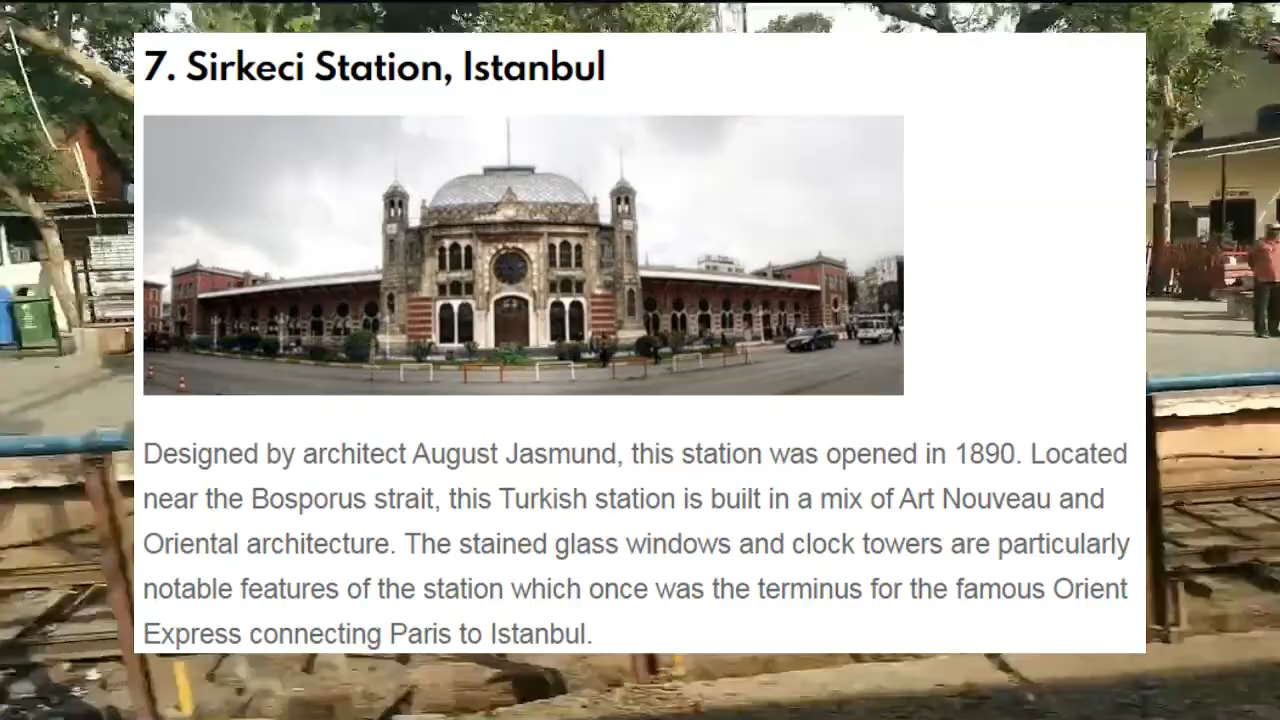 7. Sirkeci Station, Istanbul
Designed by architect August Jasmund, this station was opened in 1890. Located
near the Bosporus strait, this Turkish station is built in a mix of Art Nouveau and
Oriental architecture. The stained glass windows and clock towers are particularly
notable features of the station which once was the terminus for the famous Orient
Express connecting Paris to Istanbul.